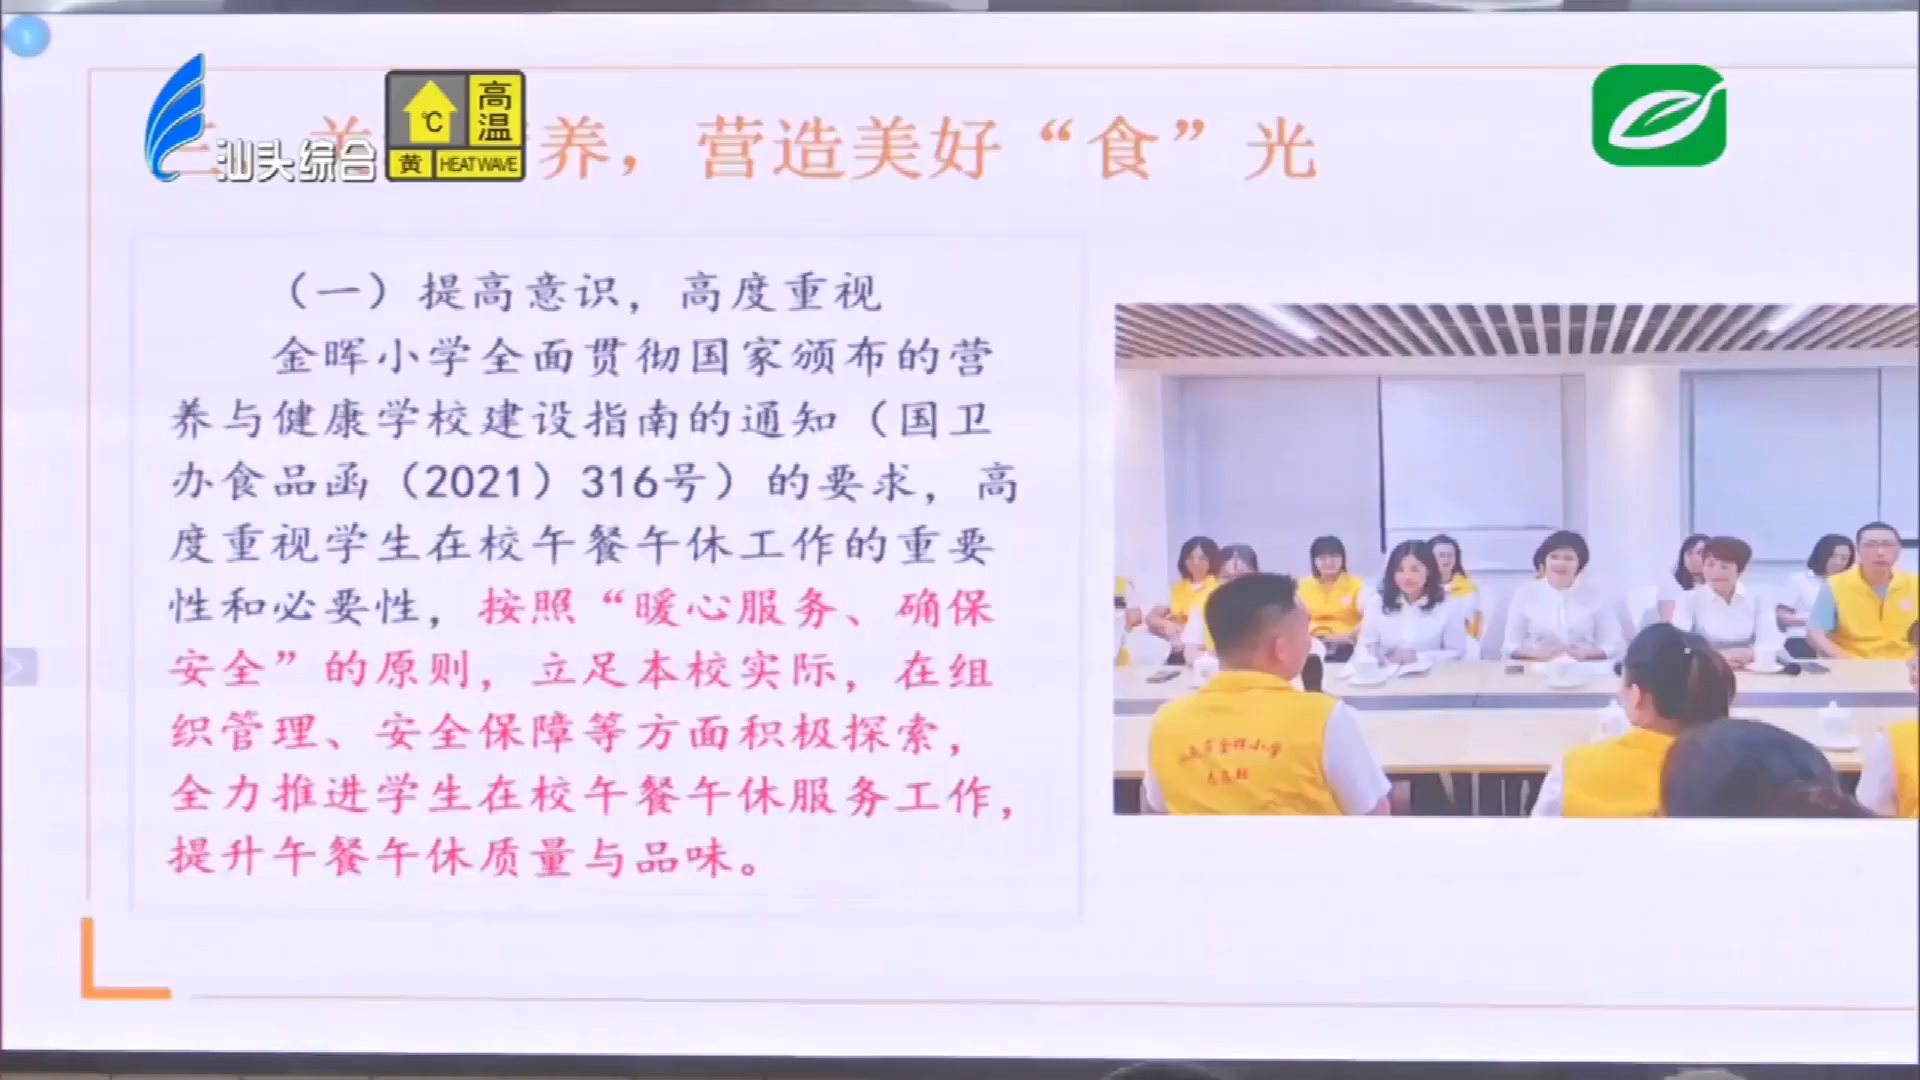 汕头综合
℃
高温
黄
HEAT WAVE
养，营造美好“食”光
（一）提高意识，高度重视
金晖小学全面贯彻国家颁布的营
养与健康学校建设指南的通知（国卫
办食品函（2021）316号）的要求，高
度重视学生在校午餐午休工作的重要
性和必要性，按照“暖心服务、确保
安全”的原则，立足本校实际，在组
织管理、安全保障等方面积极探索，
全力推进学生在校午餐午休服务工作，
提升午餐午休质量与品味。
金晖小学